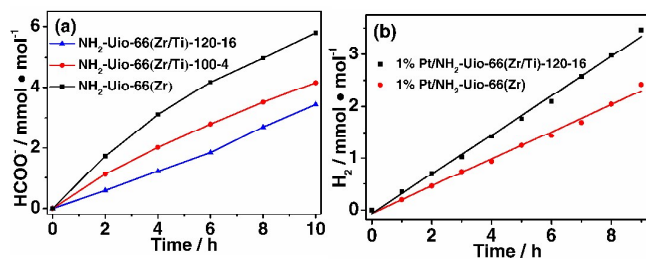 (a)
NH₂-Uio-66(Zr/Ti)-120-16
NH₂-Uio-66(Zr/Ti)-100-4
NH₂-Uio-66(Zr)
HCOO⁻ / mmol • mol⁻¹
6
4
2
0
0 2 4 6 8 10
Time / h
(b)
1% Pt/NH₂-Uio-66(Zr/Ti)-120-16
1% Pt/NH₂-Uio-66(Zr)
H₂ / mmol • mol⁻¹
3
2
1
0
0 2 4 6 8
Time / h